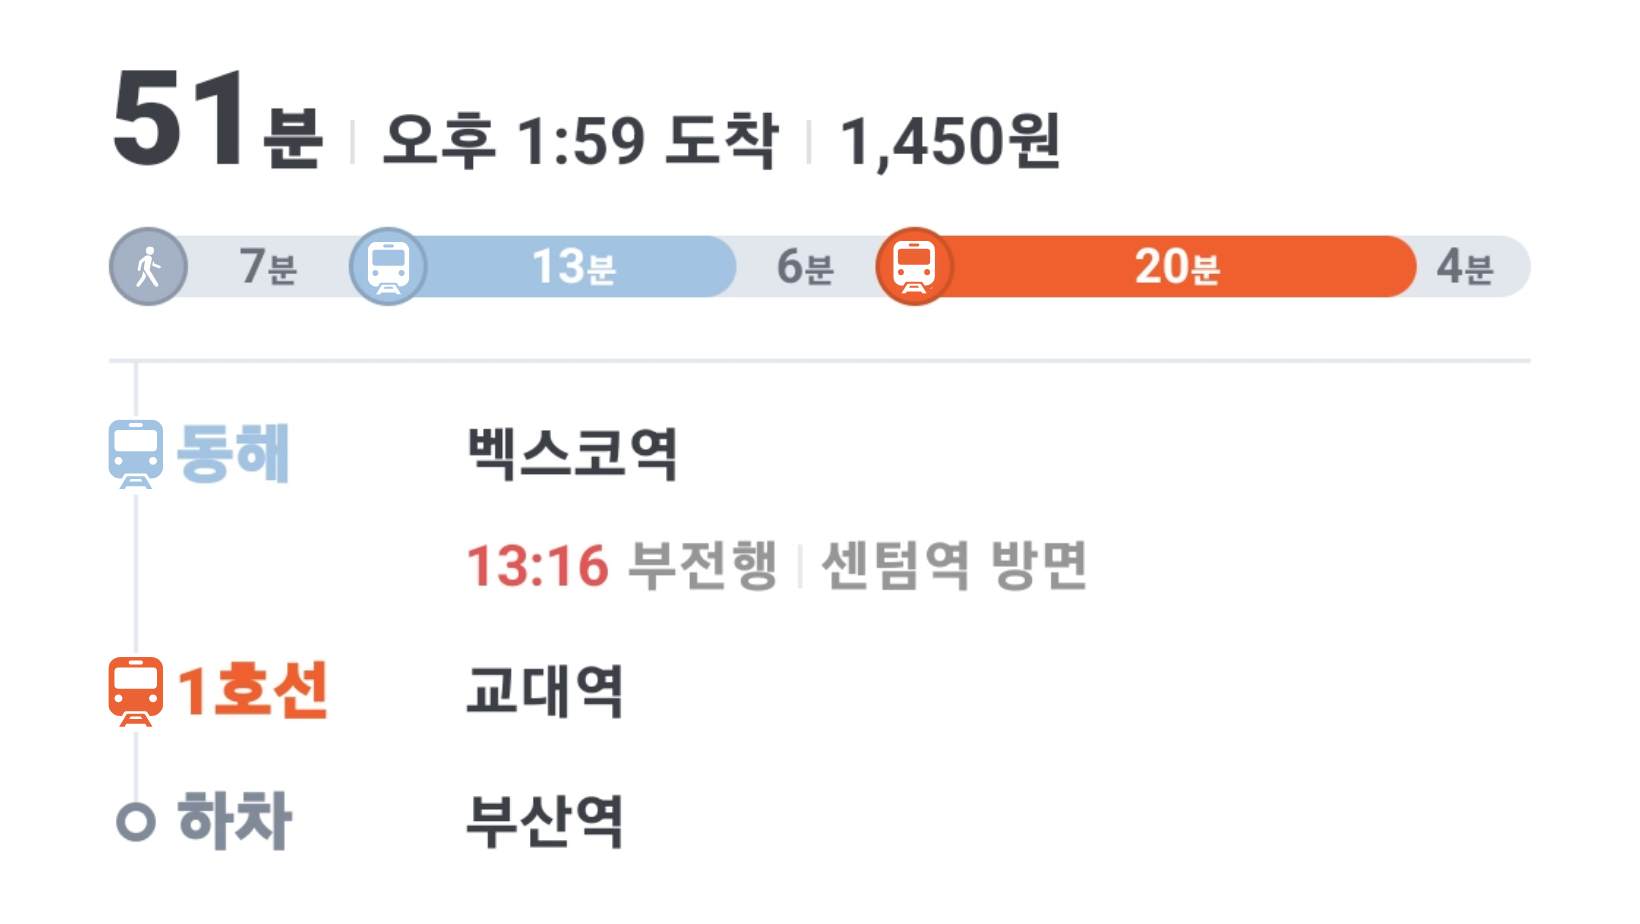 51분 | 오후 1:59 도착 | 1,450원
7분 13분 6분 20분 4분
동해 벡스코역
13:16 부전행 | 센텀역 방면
1호선 교대역
하차 부산역